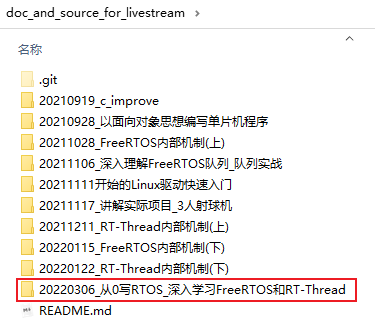 doc_and_source_for_livestream
名称
.git
20210919_c_improve
20210928_以面向对象思想编写单片机程序
20211028_FreeRTOS内部机制(上)
20211106_深入理解FreeRTOS队列_队列实战
20211111开始的Linux驱动快速入门
20211117_讲解实际项目_3人射球机
20211211_RT-Thread内部机制(上)
20220115_FreeRTOS内部机制(下)
20220122_RT-Thread内部机制(下)
20220306_从0写RTOS_深入学习FreeRTOS和RT-Thread
README.md